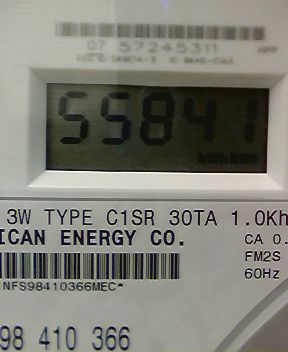 07 57245311
55841
3W TYPE C1SR 30TA 1.0Kh
ICAN ENERGY CO.
CA 0.
FM2S
60Hz
NFS98410366MEC*
98 410 366